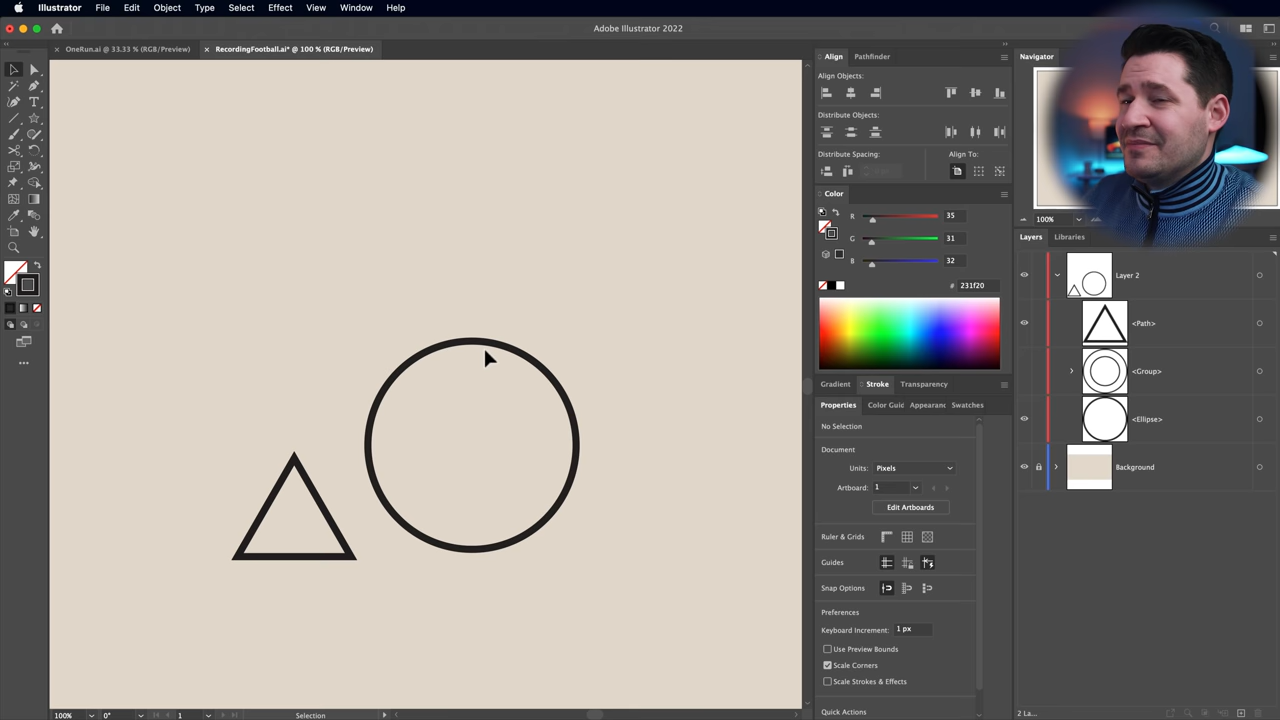 Illustrator File Edit Object Type Select Effect View Window Help
Adobe Illustrator 2022
OneRun.ai @ 33.33 % (RGB/Preview)
RecordingFootball.ai* @ 100 % (RGB/Preview)
Align Pathfinder
Align Objects:
Distribute Objects:
Distribute Spacing:
Align To:
Color
R 35
G 31
B 32
# 231f20
Gradient Stroke Transparency
Properties Color Guid Appearanc Swatches
No Selection
Document
Units: Pixels
Artboard: 1
Edit Artboards
Ruler & Grids
Guides
Snap Options
Preferences
Keyboard Increment: 1 px
Use Preview Bounds
Scale Corners
Scale Strokes & Effects
Quick Actions
Navigator
100%
Layers Libraries
Layer 2
<Path>
<Group>
<Ellipse>
Background
2 La...
100% 0° 1 Selection